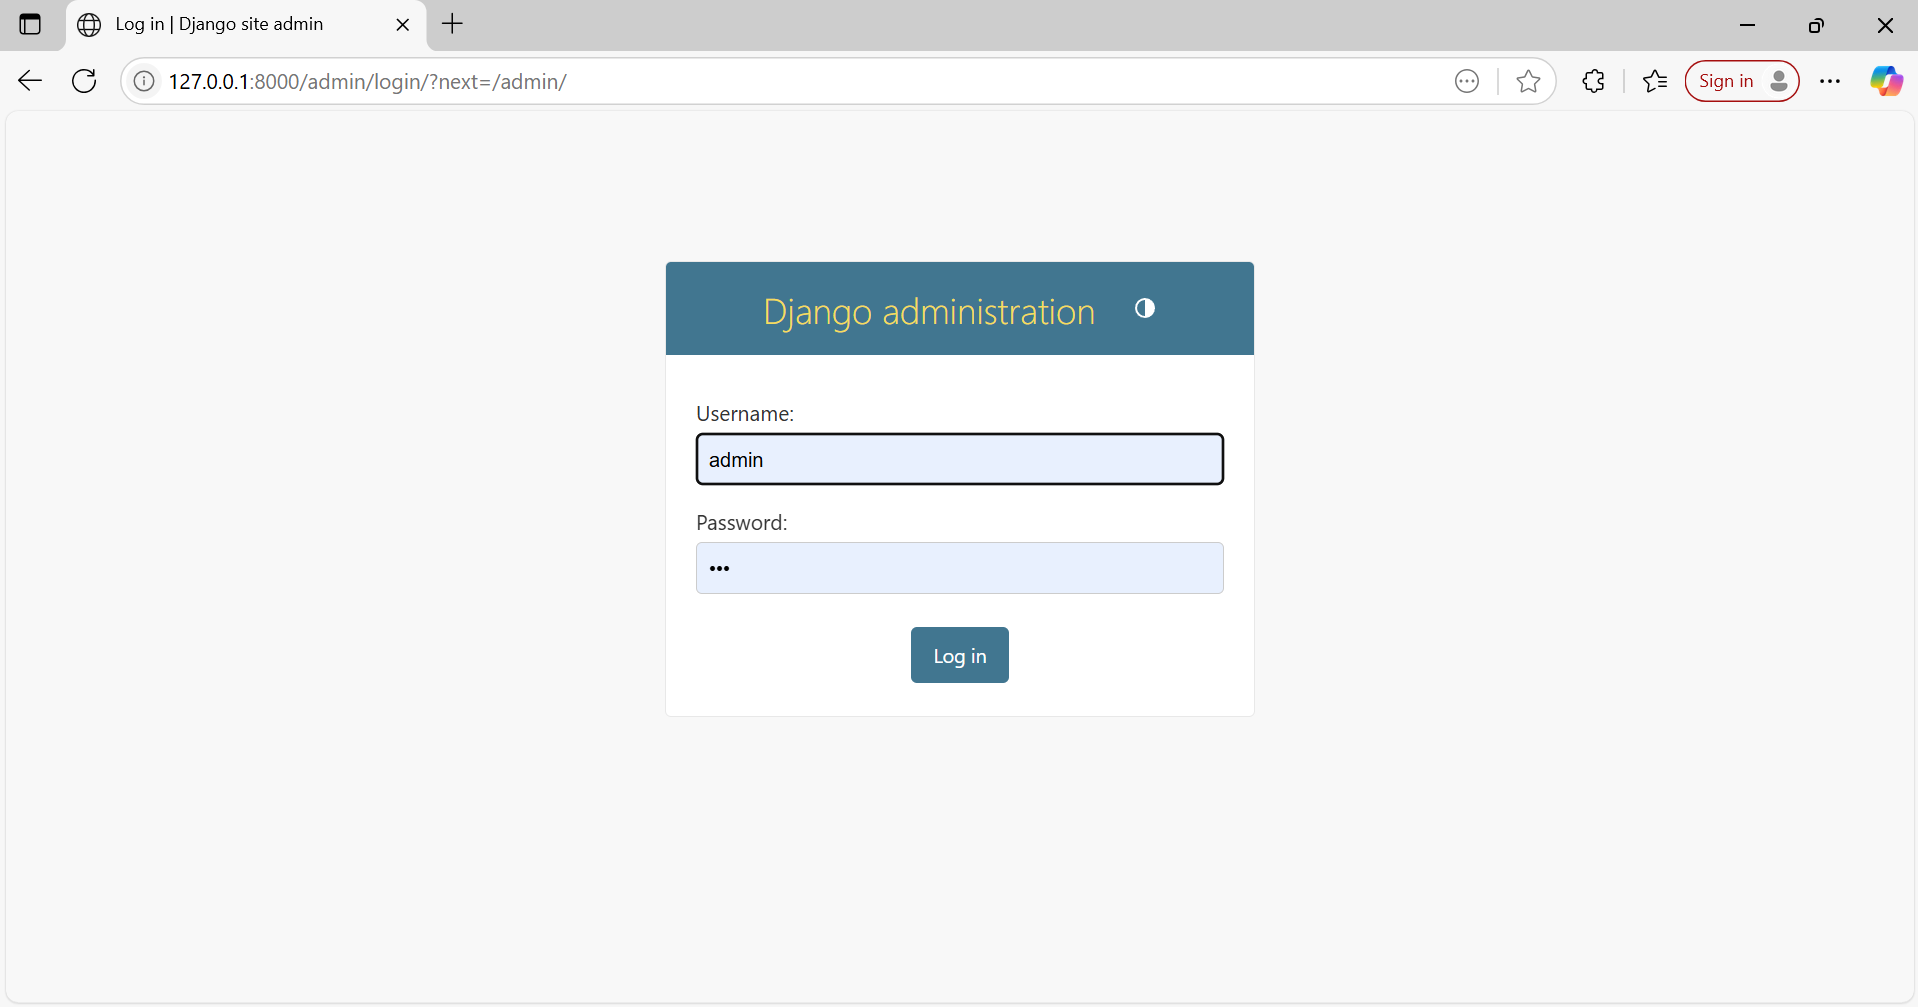 Log in | Django site admin
127.0.0.1:8000/admin/login/?next=/admin/
Sign in
Django administration
Username:
admin
Password:
•••
Log in